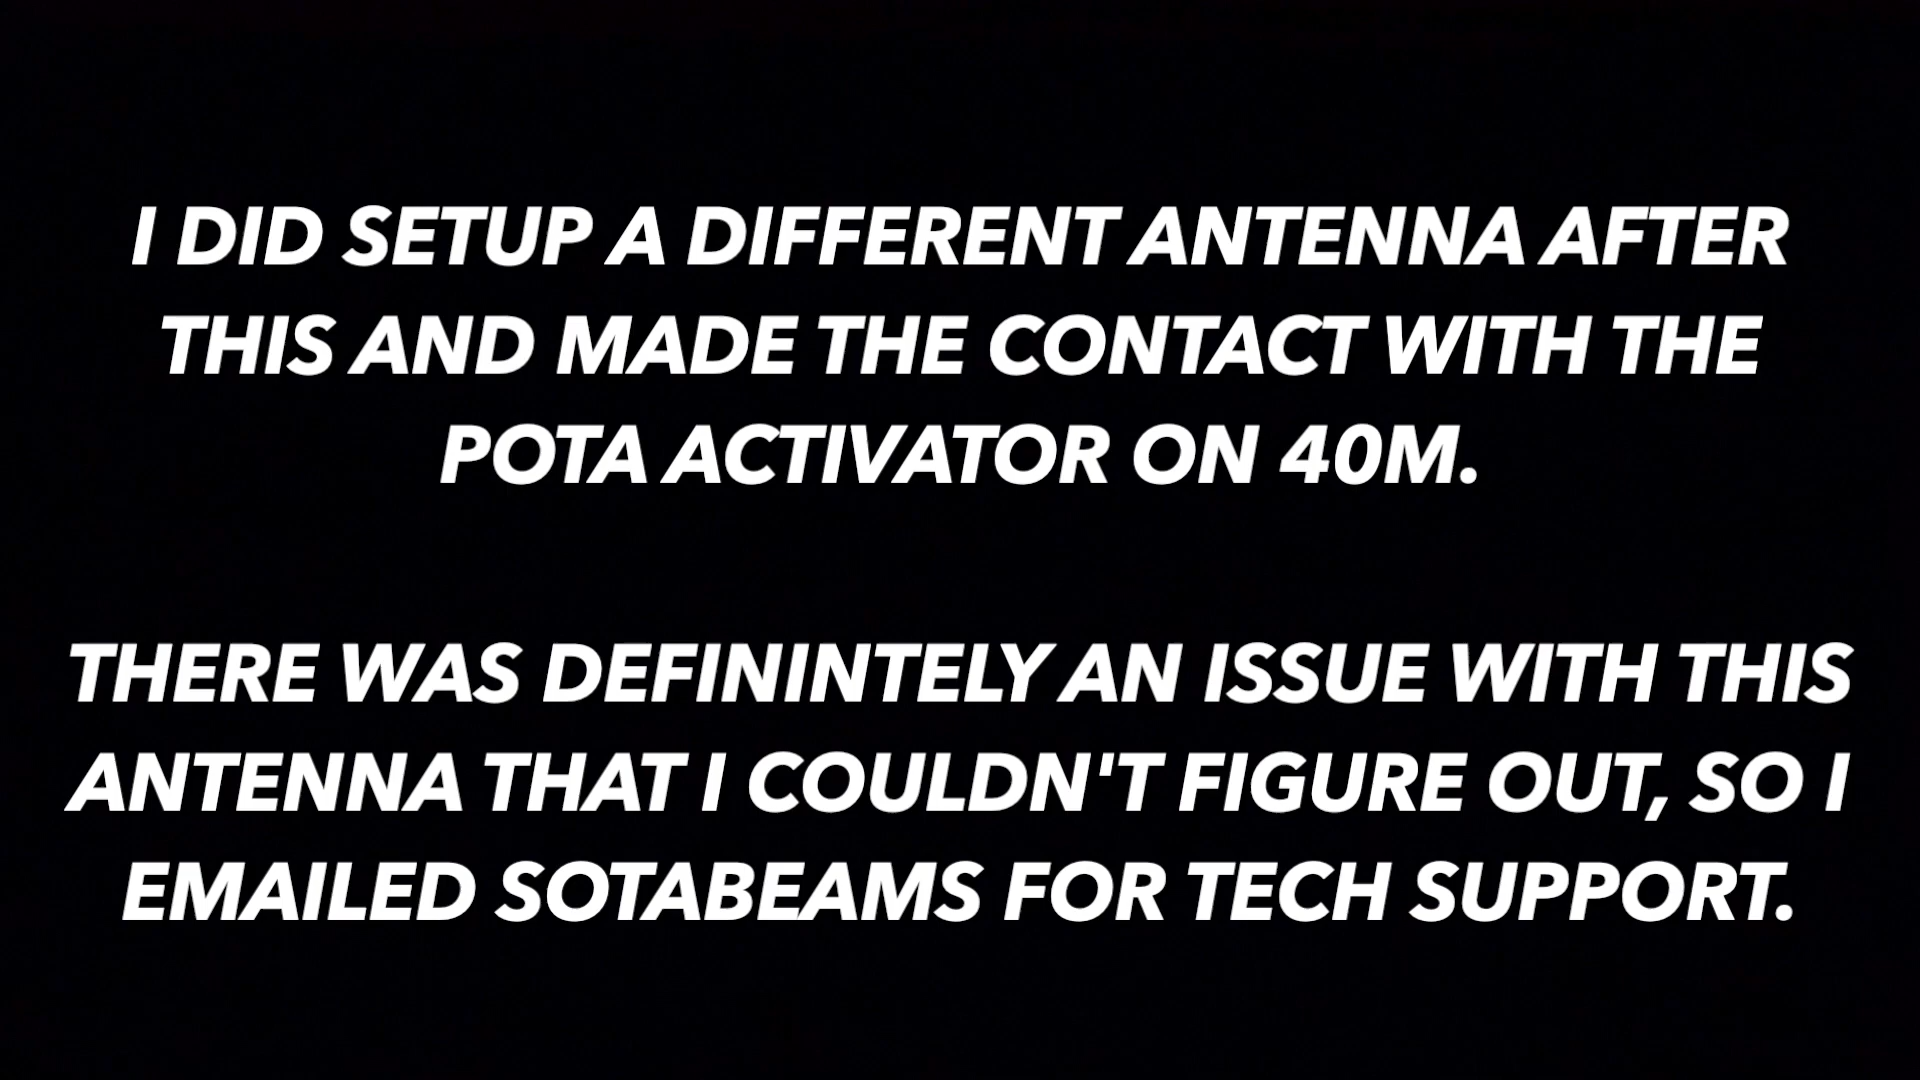 I DID SETUP A DIFFERENT ANTENNA AFTER
THIS AND MADE THE CONTACT WITH THE
POTA ACTIVATOR ON 40M.
THERE WAS DEFININTELY AN ISSUE WITH THIS
ANTENNA THAT I COULDN'T FIGURE OUT, SO I
EMAILED SOTABEAMS FOR TECH SUPPORT.